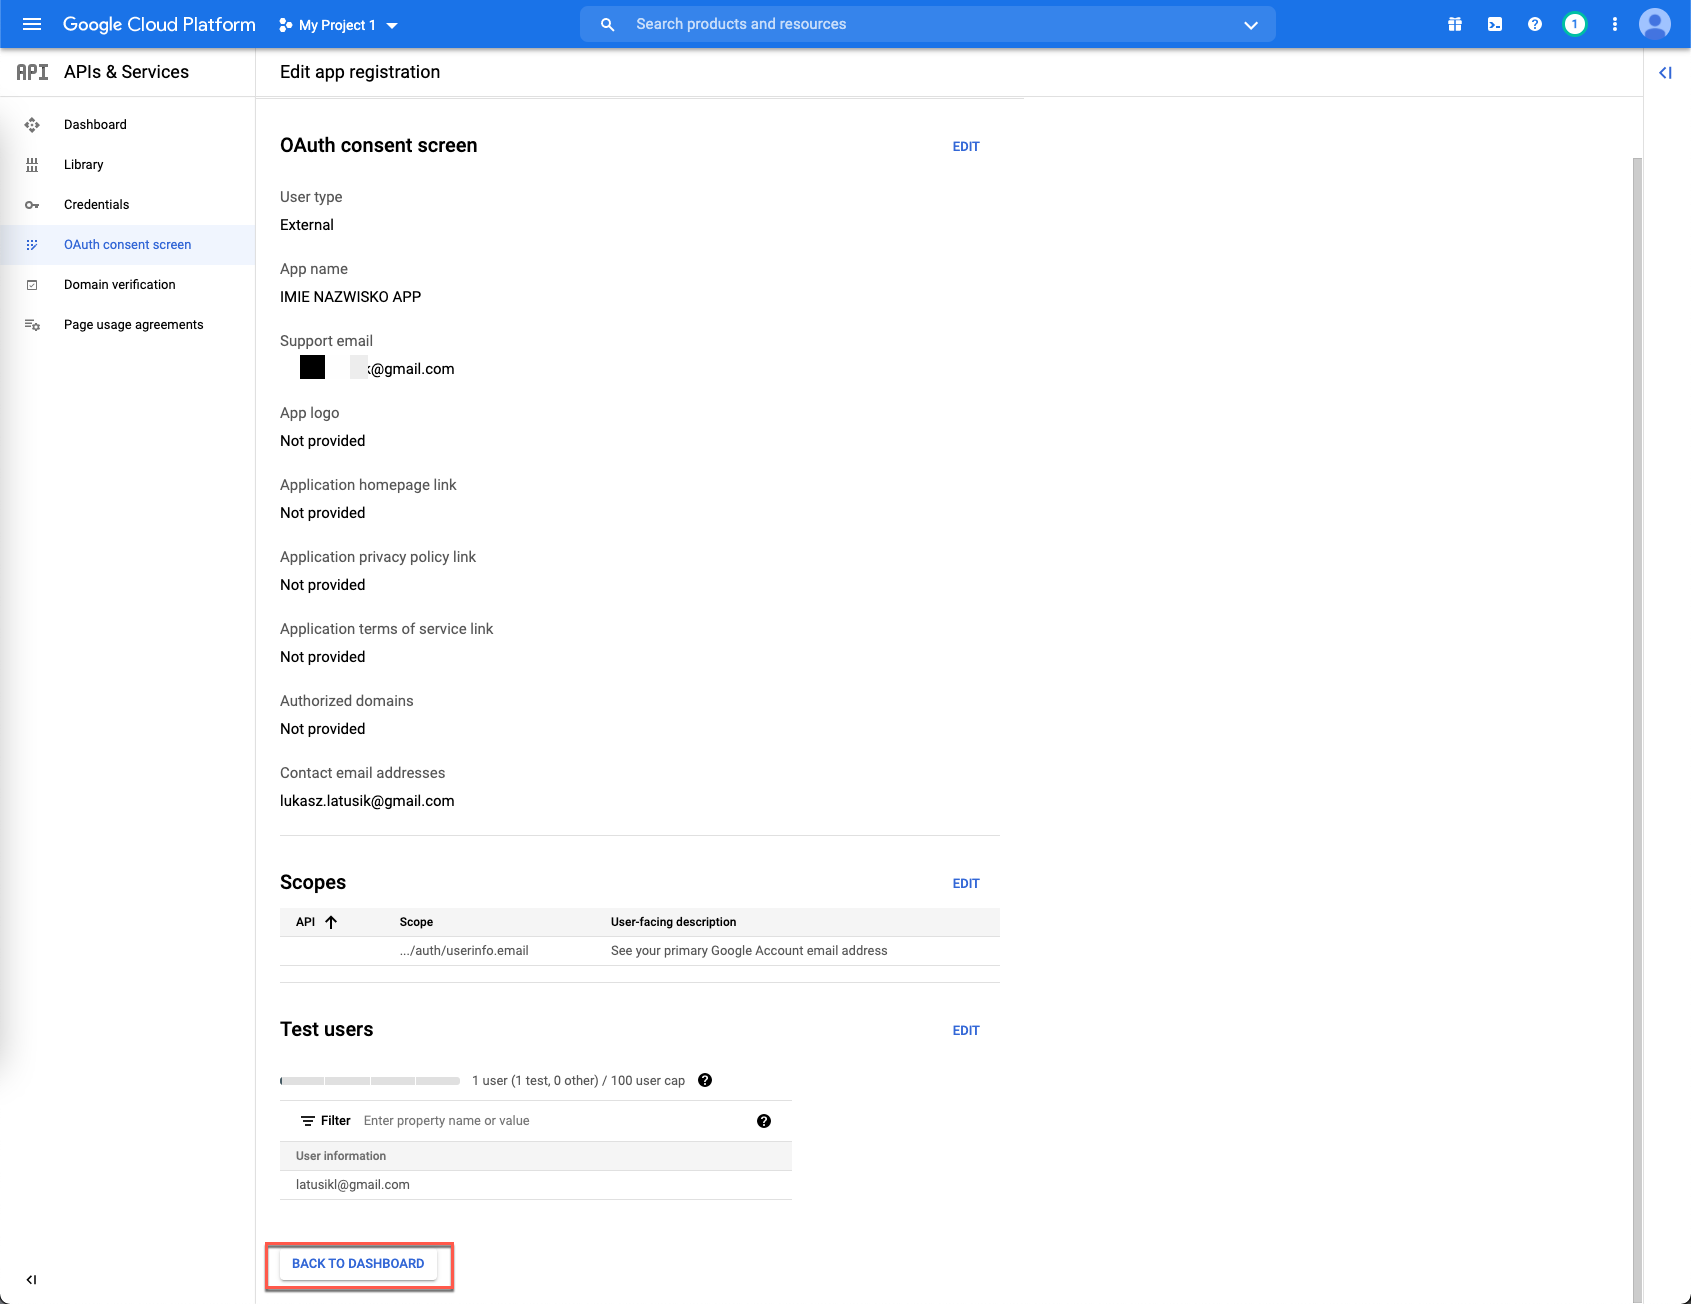 Google Cloud Platform My Project 1 Search products and resources 1
API APIs & Services Edit app registration
Dashboard
Library
Credentials
OAuth consent screen
Domain verification
Page usage agreements
OAuth consent screen EDIT
User type
External
App name
IMIE NAZWISKO APP
Support email
k@gmail.com
App logo
Not provided
Application homepage link
Not provided
Application privacy policy link
Not provided
Application terms of service link
Not provided
Authorized domains
Not provided
Contact email addresses
lukasz.latusik@gmail.com
Scopes EDIT
API Scope User-facing description
.../auth/userinfo.email See your primary Google Account email address
Test users EDIT
1 user (1 test, 0 other) / 100 user cap
Filter Enter property name or value
User information
latusikl@gmail.com
BACK TO DASHBOARD